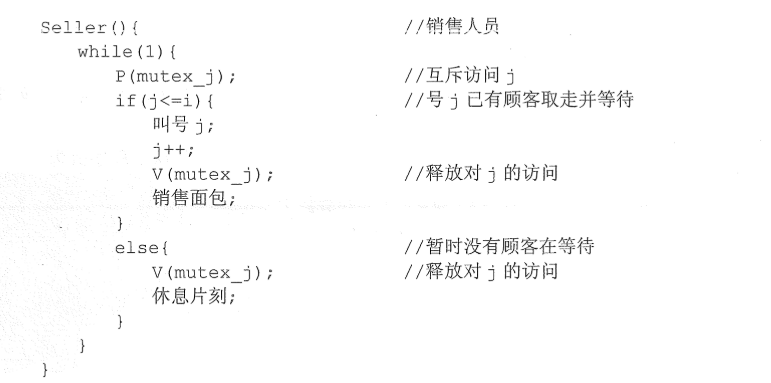 Seller(){ //销售人员
while(1){
P(mutex_j); //互斥访问 j
if(j<=i){ //号 j 已有顾客取走并等待
叫号 j;
j++;
V(mutex_j); //释放对 j 的访问
销售面包;
}
else{ //暂时没有顾客在等待
V(mutex_j); //释放对 j 的访问
休息片刻;
}
}
}